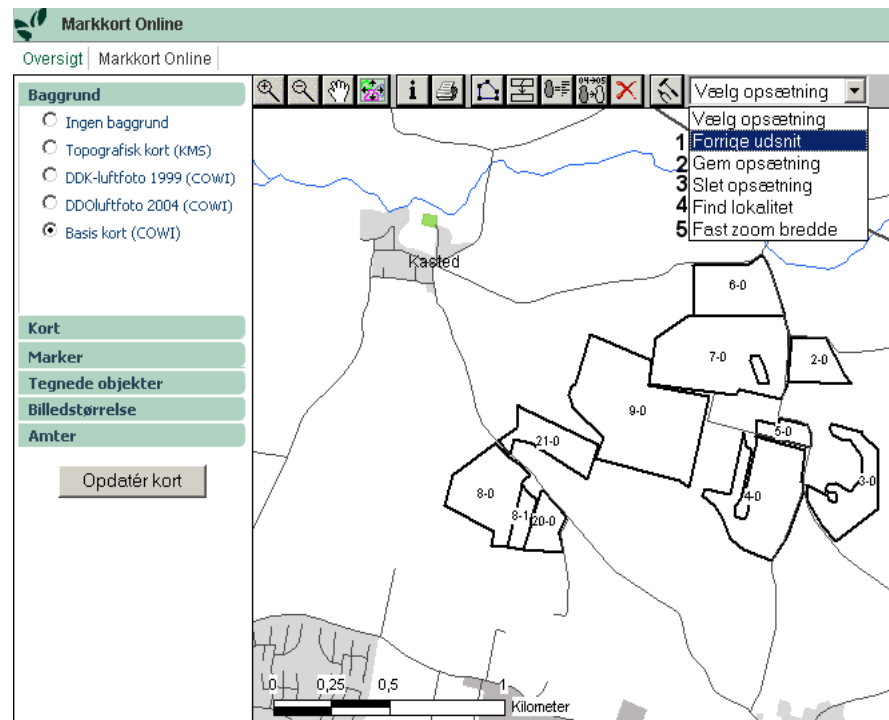 Markkort Online
Oversigt Markkort Online
Baggrund
Ingen baggrund
Topografisk kort (KMS)
DDK-luftfoto 1999 (COWI)
DDOluftfoto 2004 (COWI)
Basis kort (COWI)
Kort
Marker
Tegnede objekter
Billedstørrelse
Amter
Opdatér kort
i
04→05
Vælg opsætning
Vælg opsætning
1 Forrige udsnit
2 Gem opsætning
3 Slet opsætning
4 Find lokalitet
5 Fast zoom bredde
Kasted
6-0
7-0
2-0
9-0
5-0
21-0
3-0
8-0
4-0
8-1
20-0
0 0,25 0,5 1
Kilometer